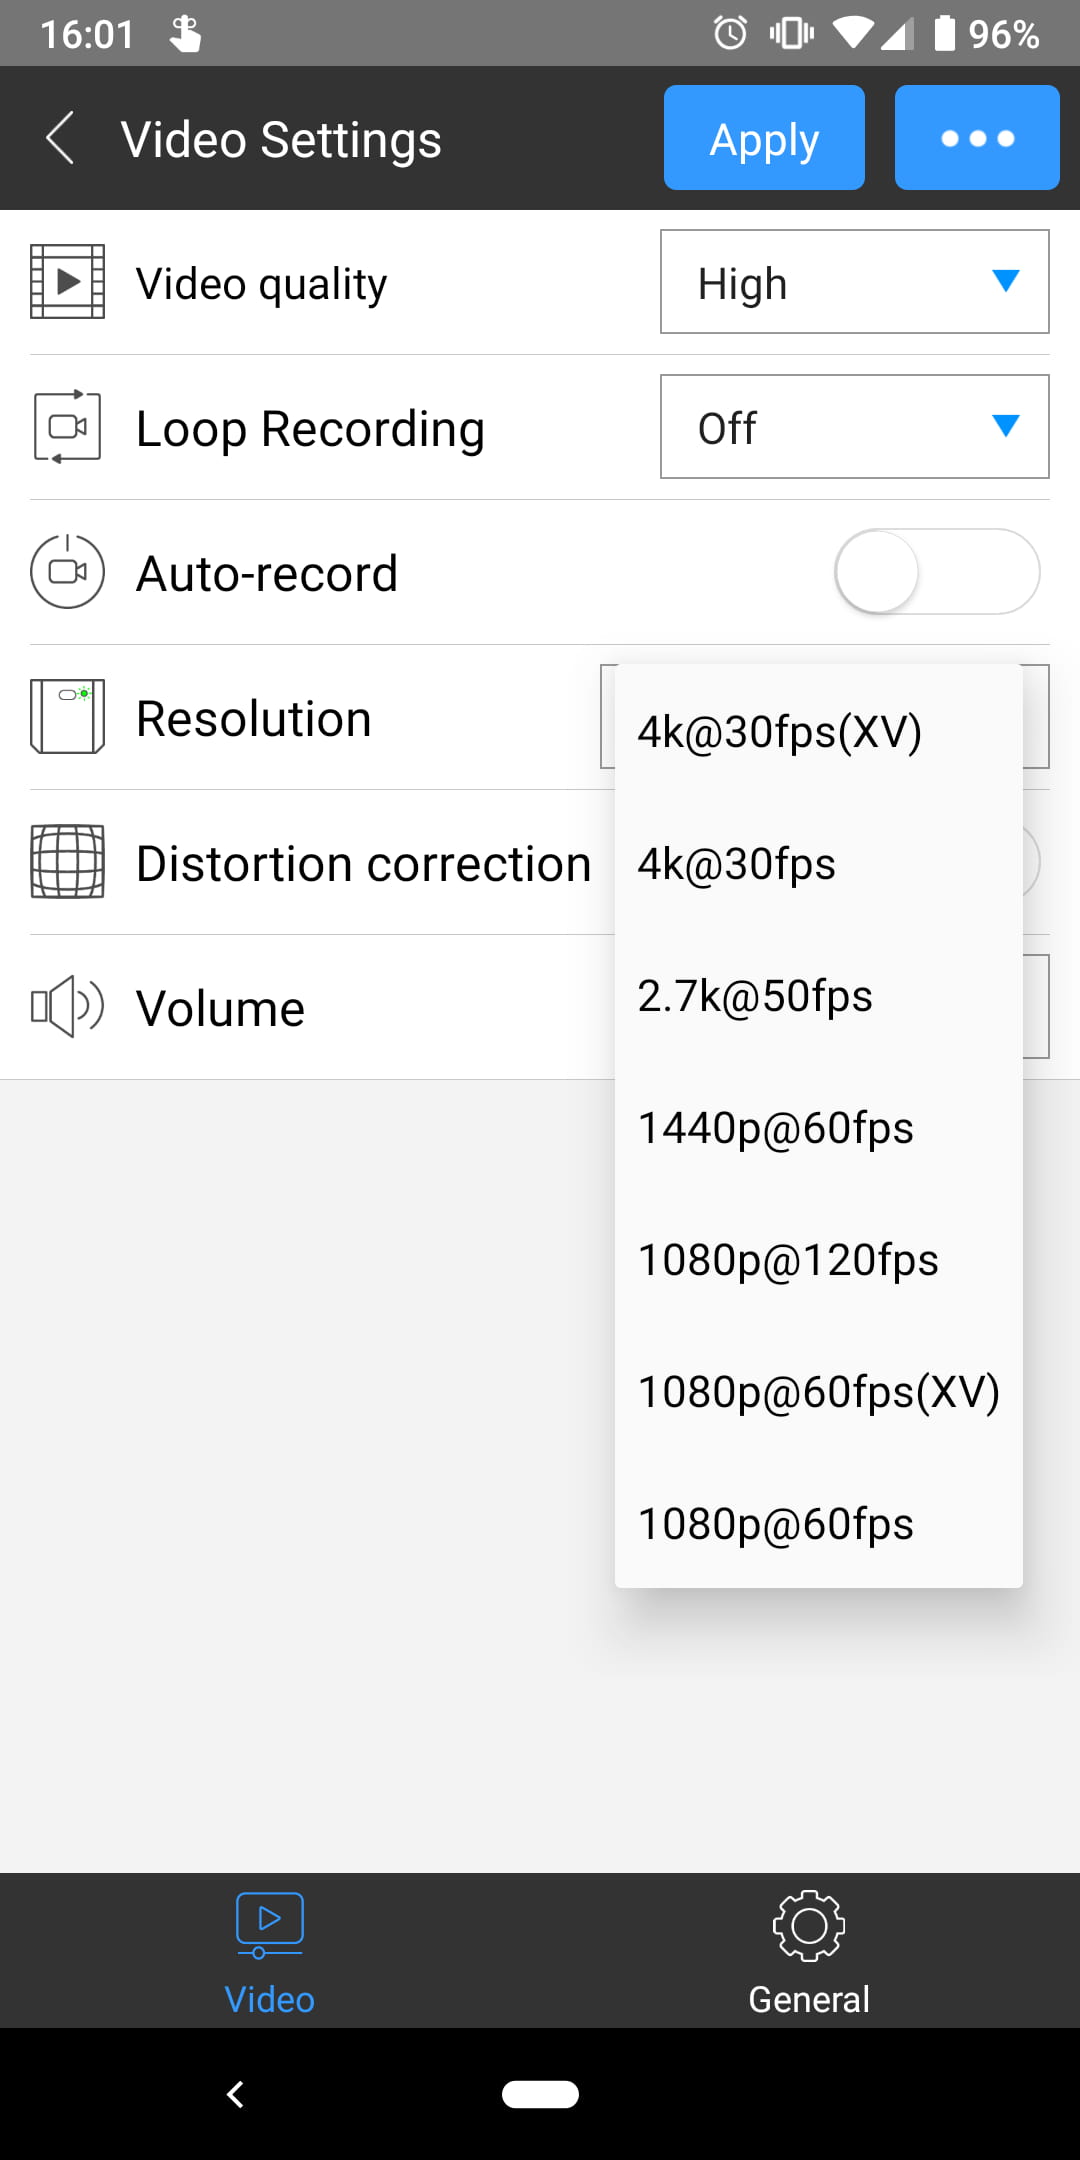 16:01 96%
Video Settings Apply
Video quality High
Loop Recording Off
Auto-record
Resolution
4k@30fps(XV)
Distortion correction
4k@30fps
2.7k@50fps
Volume
1440p@60fps
1080p@120fps
1080p@60fps(XV)
1080p@60fps
Video General